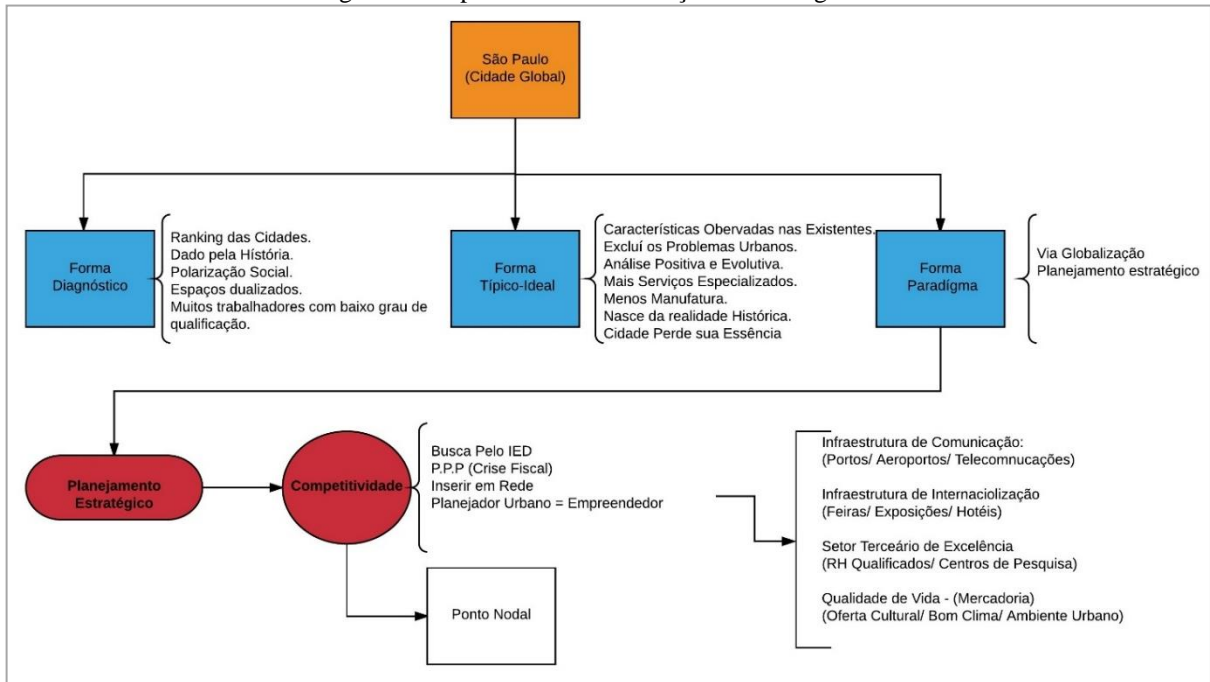 São Paulo
(Cidade Global)
Forma
Diagnóstico
Ranking das Cidades.
Dado pela Hístória.
Polarização Social.
Espaços dualizados.
Muitos trabalhadores com baixo grau de
qualificação.
Forma
Típico-Ideal
Características Obervadas nas Existentes.
Excluí os Problemas Urbanos.
Análise Positiva e Evolutiva.
Mais Serviços Especializados.
Menos Manufatura.
Nasce da realidade Histórica.
Cidade Perde sua Essência
Forma
Paradígma
Via Globalização
Planejamento estratégico
Planejamento
Estratégico
Competitividade
Busca Pelo IED
P.P.P (Crise Fiscal)
Inserir em Rede
Planejador Urbano = Empreendedor
Ponto Nodal
Infraestrutura de Comunicação:
(Portos/ Aeroportos/ Telecomnucações)
Infraestrutura de Internaciolização
(Feiras/ Exposições/ Hotéis)
Setor Terceário de Excelência
(RH Qualificados/ Centros de Pesquisa)
Qualidade de Vida - (Mercadoria)
(Oferta Cultural/ Bom Clima/ Ambiente Urbano)